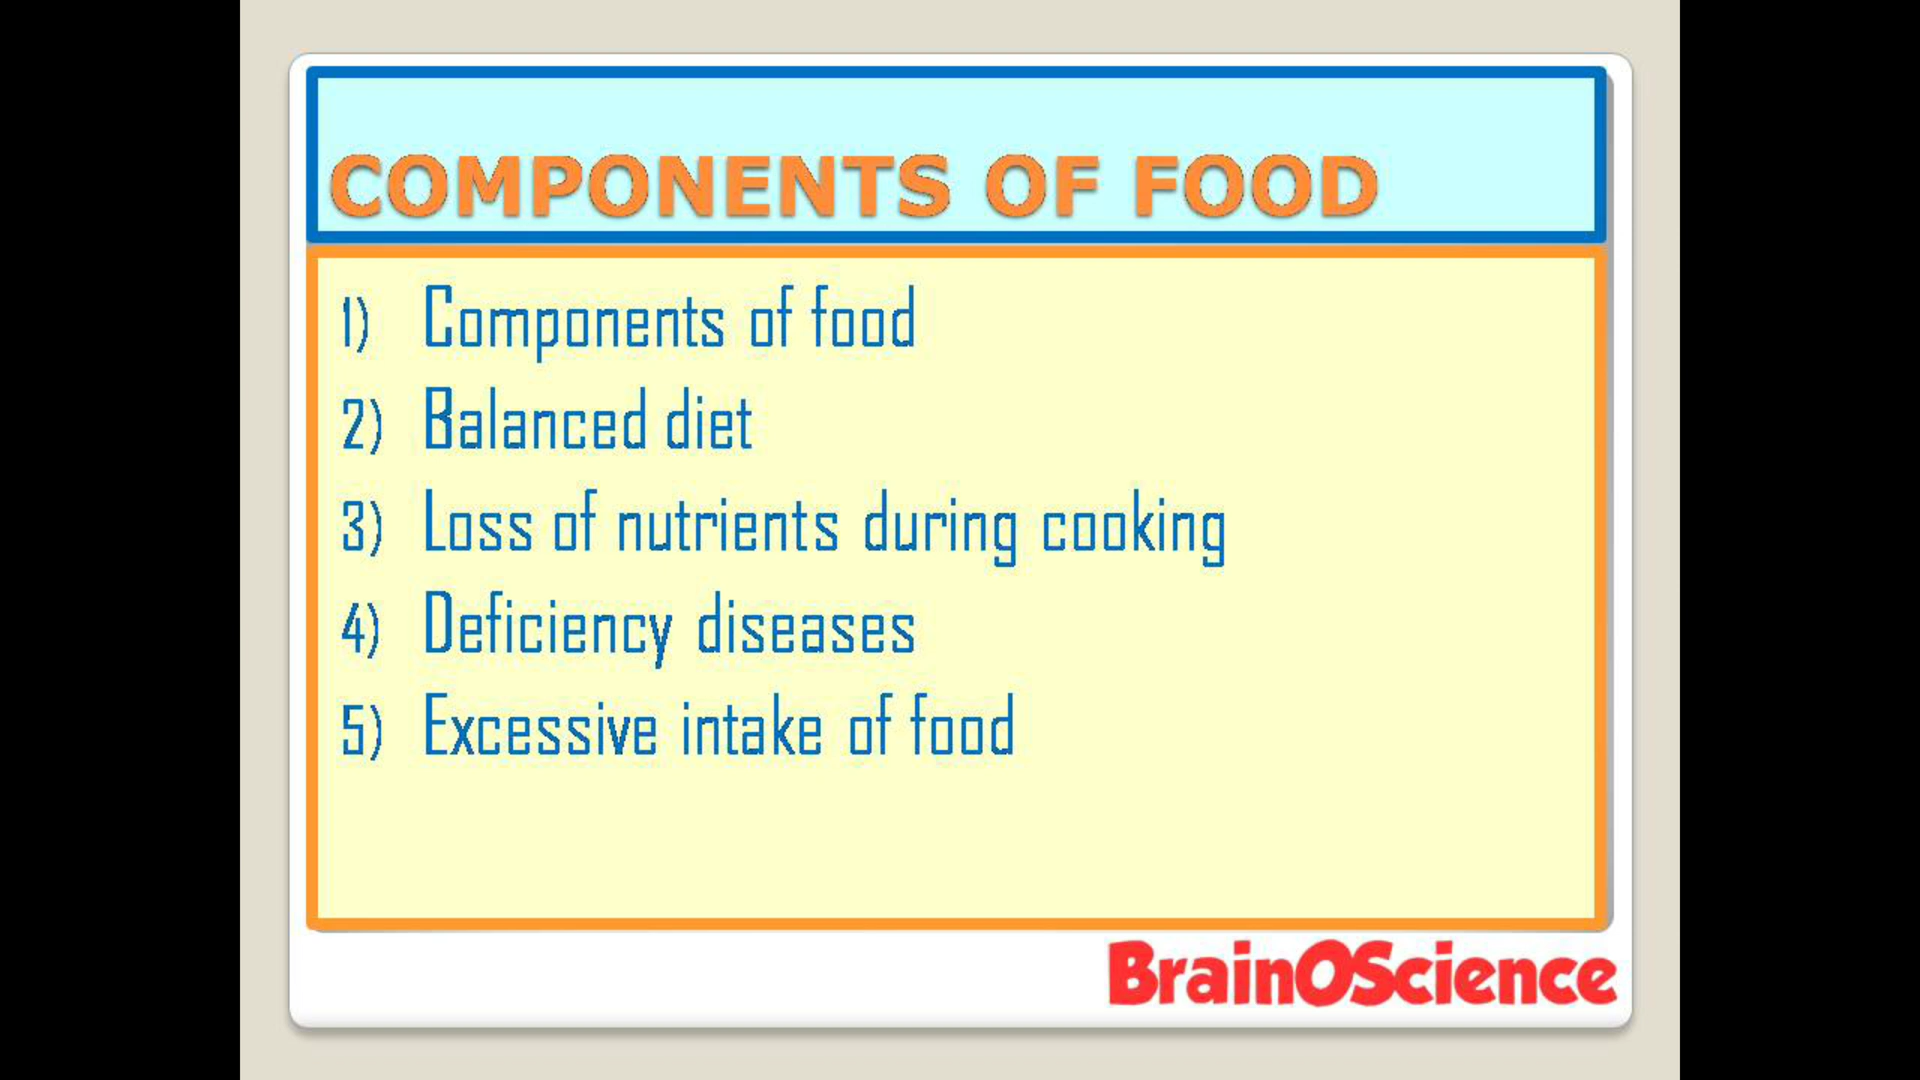 COMPONENTS OF FOOD
1) Components of food
2) Balanced diet
3) Loss of nutrients during cooking
4) Deficiency diseases
5) Excessive intake of food
BrainOScience